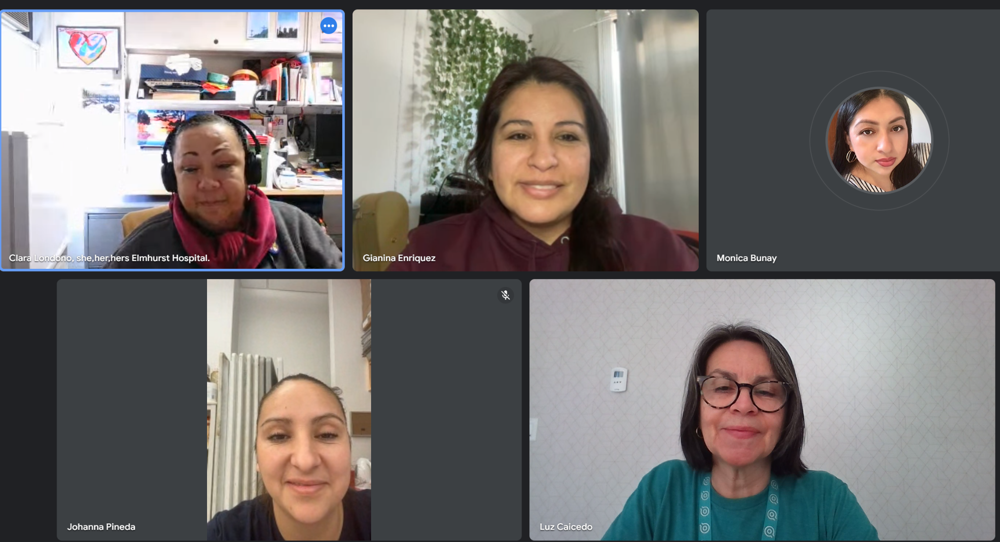 Clara Londono, she,her,hers Elmhurst Hospital.
Gianina Enriquez
Monica Bunay
Johanna Pineda
Luz Caicedo